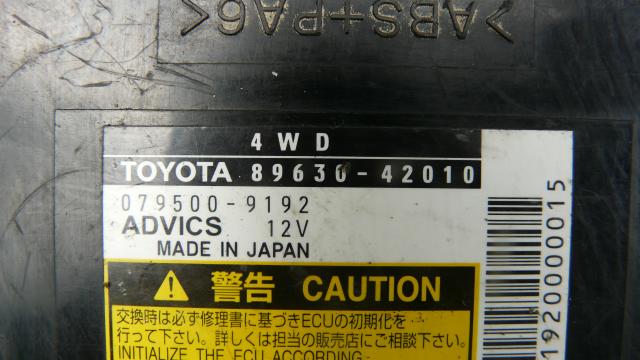 >ABS+PA6<
4WD
TOYOTA 89630-42010
079500-9192
ADVICS 12V
MADE IN JAPAN
警告 CAUTION
交換時は必ず修理書に基づきECUの初期化を
行って下さい。詳しくは担当の販売店にご相談下さい。
INITIALIZE THE ECU ACCORDING
1920000015